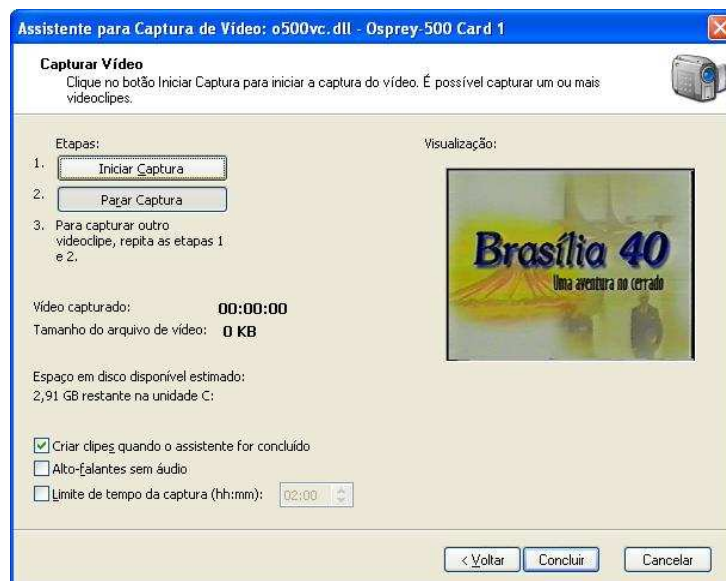 Assistente para Captura de Vídeo: o500vc.dll - Osprey-500 Card 1
Capturar Vídeo
Clique no botão Iniciar Captura para iniciar a captura do vídeo. É possível capturar um ou mais
videoclipes.
Etapas:
1. Iniciar Captura
2. Parar Captura
3. Para capturar outro
videoclipe, repita as etapas 1
e 2.
Visualização:
Brasília 40
Uma aventura no cerrado
Vídeo capturado: 00:00:00
Tamanho do arquivo de vídeo: 0 KB
Espaço em disco disponível estimado:
2,91 GB restante na unidade C:
Criar clipes quando o assistente for concluído
Alto-falantes sem áudio
Limite de tempo da captura (hh:mm): 02:00
< Voltar
Concluir
Cancelar